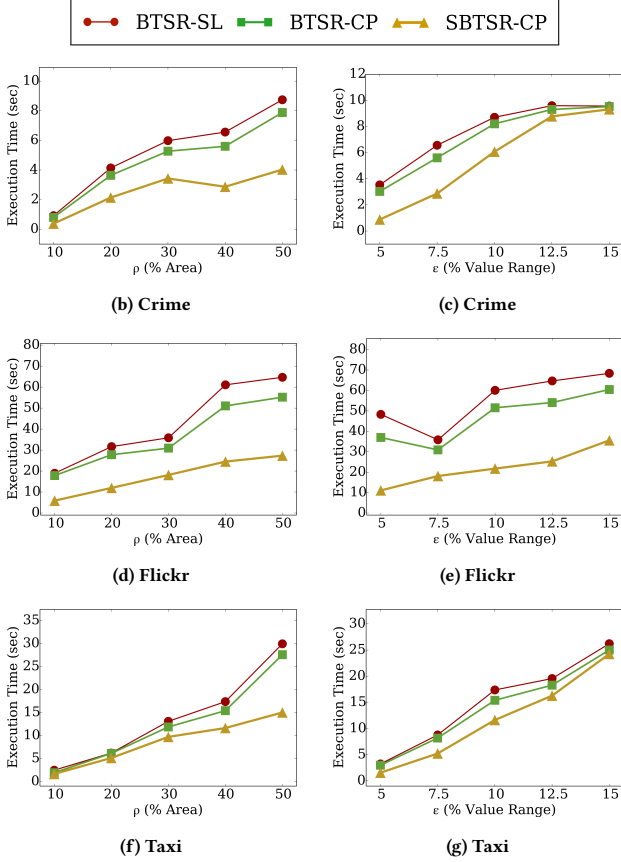 BTSR-SL BTSR-CP SBTSR-CP
Execution Time (sec)
10
8
6
4
2
0
10 20 30 40 50
ρ (% Area)
(b) Crime
Execution Time (sec)
12
10
8
6
4
2
0
5 7.5 10 12.5 15
ε (% Value Range)
(c) Crime
Execution Time (sec)
80
70
60
50
40
30
20
10
0
10 20 30 40 50
ρ (% Area)
(d) Flickr
Execution Time (sec)
80
70
60
50
40
30
20
10
0
5 7.5 10 12.5 15
ε (% Value Range)
(e) Flickr
Execution Time (sec)
35
30
25
20
15
10
5
0
10 20 30 40 50
ρ (% Area)
(f) Taxi
Execution Time (sec)
30
25
20
15
10
5
0
5 7.5 10 12.5 15
ε (% Value Range)
(g) Taxi